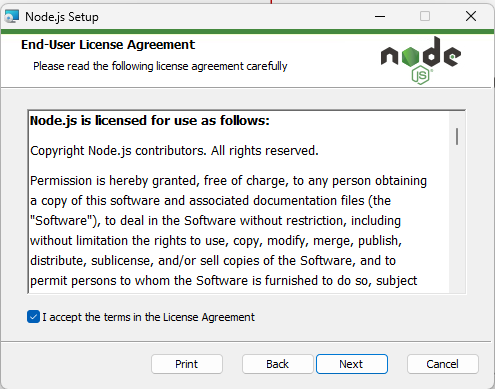 Node.js Setup
End-User License Agreement
Please read the following license agreement carefully
node
JS
Node.js is licensed for use as follows:
Copyright Node.js contributors. All rights reserved.
Permission is hereby granted, free of charge, to any person obtaining
a copy of this software and associated documentation files (the
"Software"), to deal in the Software without restriction, including
without limitation the rights to use, copy, modify, merge, publish,
distribute, sublicense, and/or sell copies of the Software, and to
permit persons to whom the Software is furnished to do so, subject
I accept the terms in the License Agreement
Print
Back
Next
Cancel